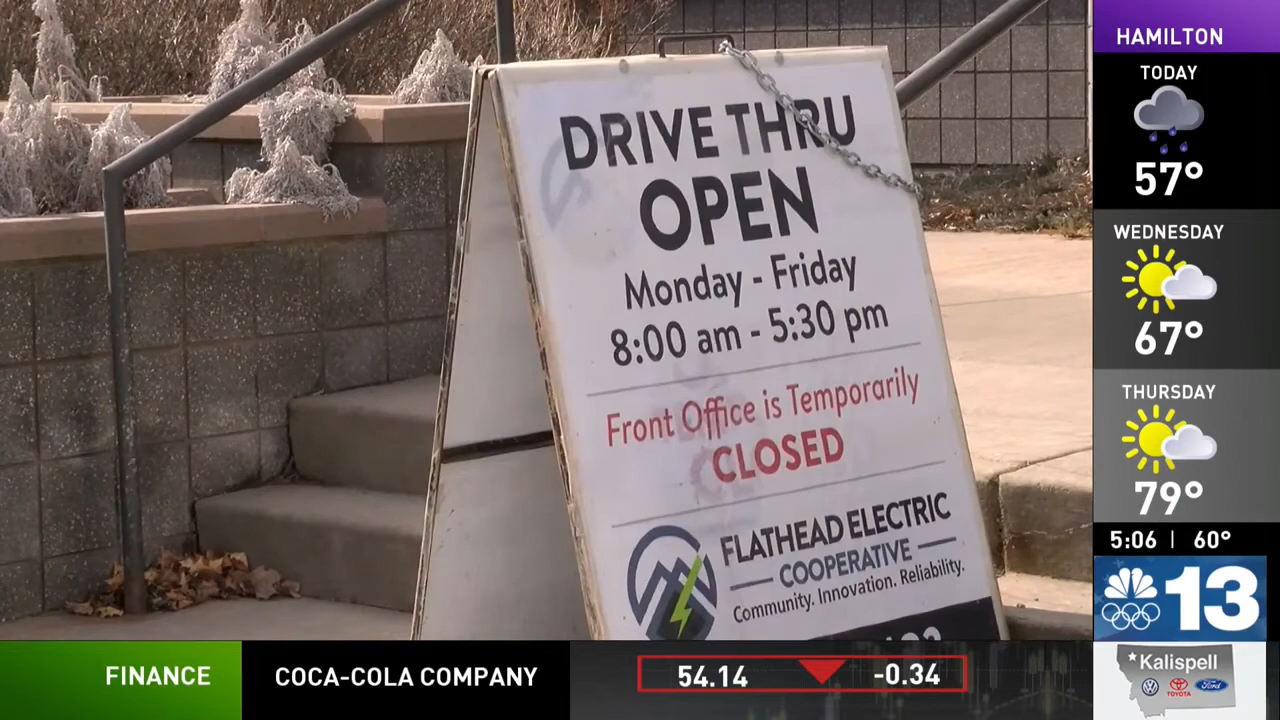 DRIVE THRU
OPEN
Monday - Friday
8:00 am - 5:30 pm
Front Office is Temporarily
CLOSED
FLATHEAD ELECTRIC
COOPERATIVE
Community. Innovation. Reliability.
HAMILTON
TODAY
57°
WEDNESDAY
67°
THURSDAY
79°
5:06 | 60°
13
Kalispell
TOYOTA
Ford
FINANCE
COCA-COLA COMPANY
54.14
-0.34